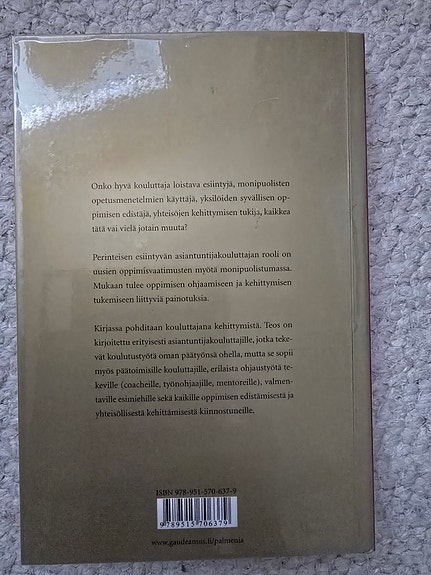 Onko hyvä kouluttaja loistava esiintyjä, monipuolisten
opetusmenetelmien käyttäjä, yksilöiden syvällisen op-
pimisen edistäjä, yhteisöjen kehittymisen tukija, kaikkea
tätä vai vielä jotain muuta?
Perinteisen esiintyvän asiantuntijakouluttajan rooli on
uusien oppimisvaatimusten myötä monipuolistumassa.
Mukaan tulee oppimisen ohjaamiseen ja kehittymisen
tukemiseen liittyviä painotuksia.
Kirjassa pohditaan kouluttajana kehittymistä. Teos on
kirjoitettu erityisesti asiantuntijakouluttajille, jotka teke-
vät koulutustyötä oman päätyönsä ohella, mutta se sopii
myös päätoimisille kouluttajille, erilaista ohjaustyötä te-
keville (coacheille, työnohjaajille, mentoreille), valmen-
taville esimiehille sekä kaikille oppimisen edistämisestä ja
yhteisöllisestä kehittämisestä kiinnostuneille.
ISBN 978-951-570-637-9
9789515706379
www.gaudeamus.fi/palmenia